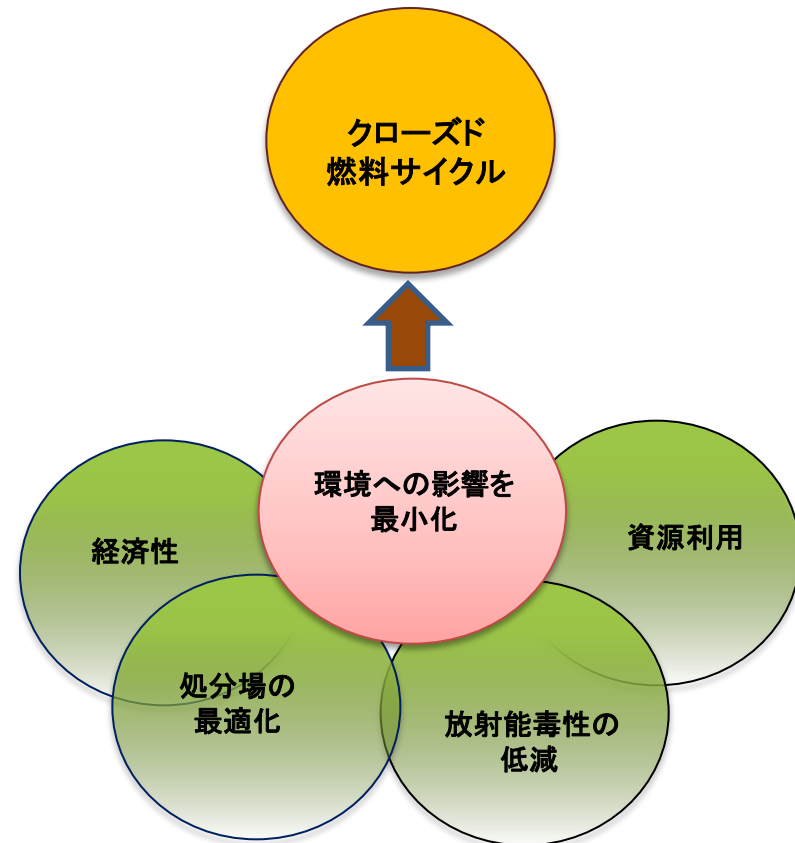 クローズド
燃料サイクル
環境への影響を
最小化
経済性
資源利用
処分場の
最適化
放射能毒性の
低減